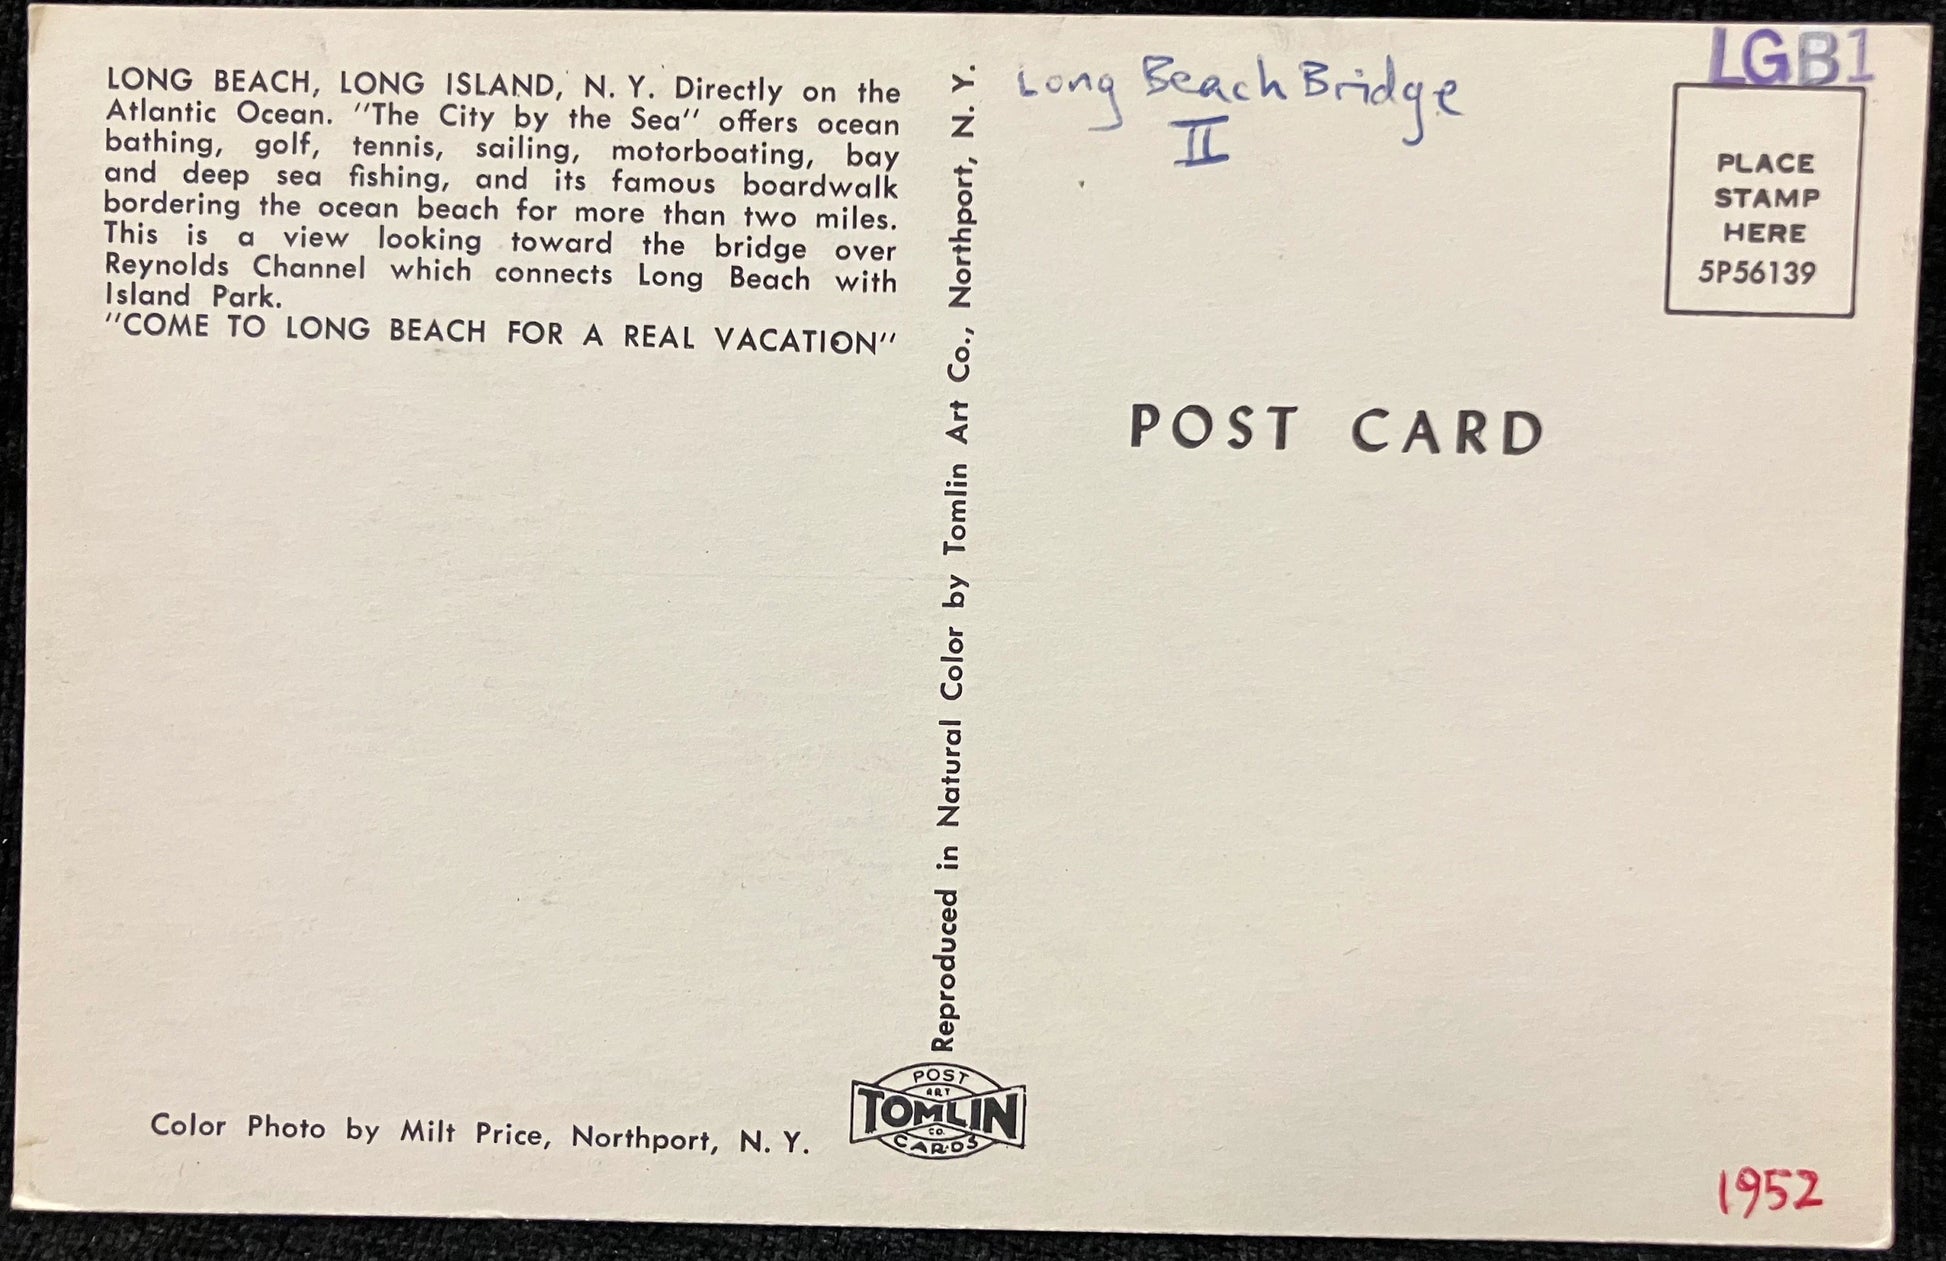 LONG BEACH, LONG ISLAND, N. Y. Directly on the
Atlantic Ocean. "The City by the Sea" offers ocean
bathing, golf, tennis, sailing, motorboating, bay
and deep sea fishing, and its famous boardwalk
bordering the ocean beach for more than two miles.
This is a view looking toward the bridge over
Reynolds Channel which connects Long Beach with
Island Park.
"COME TO LONG BEACH FOR A REAL VACATION"
Color Photo by Milt Price, Northport, N. Y.
Reproduced in Natural Color by Tomlin Art Co., Northport, N. Y.
POST
ART
TOMLIN
CO.
CARDS
Long Beach Bridge
II
LGB1
PLACE
STAMP
HERE
5P56139
POST CARD
1952